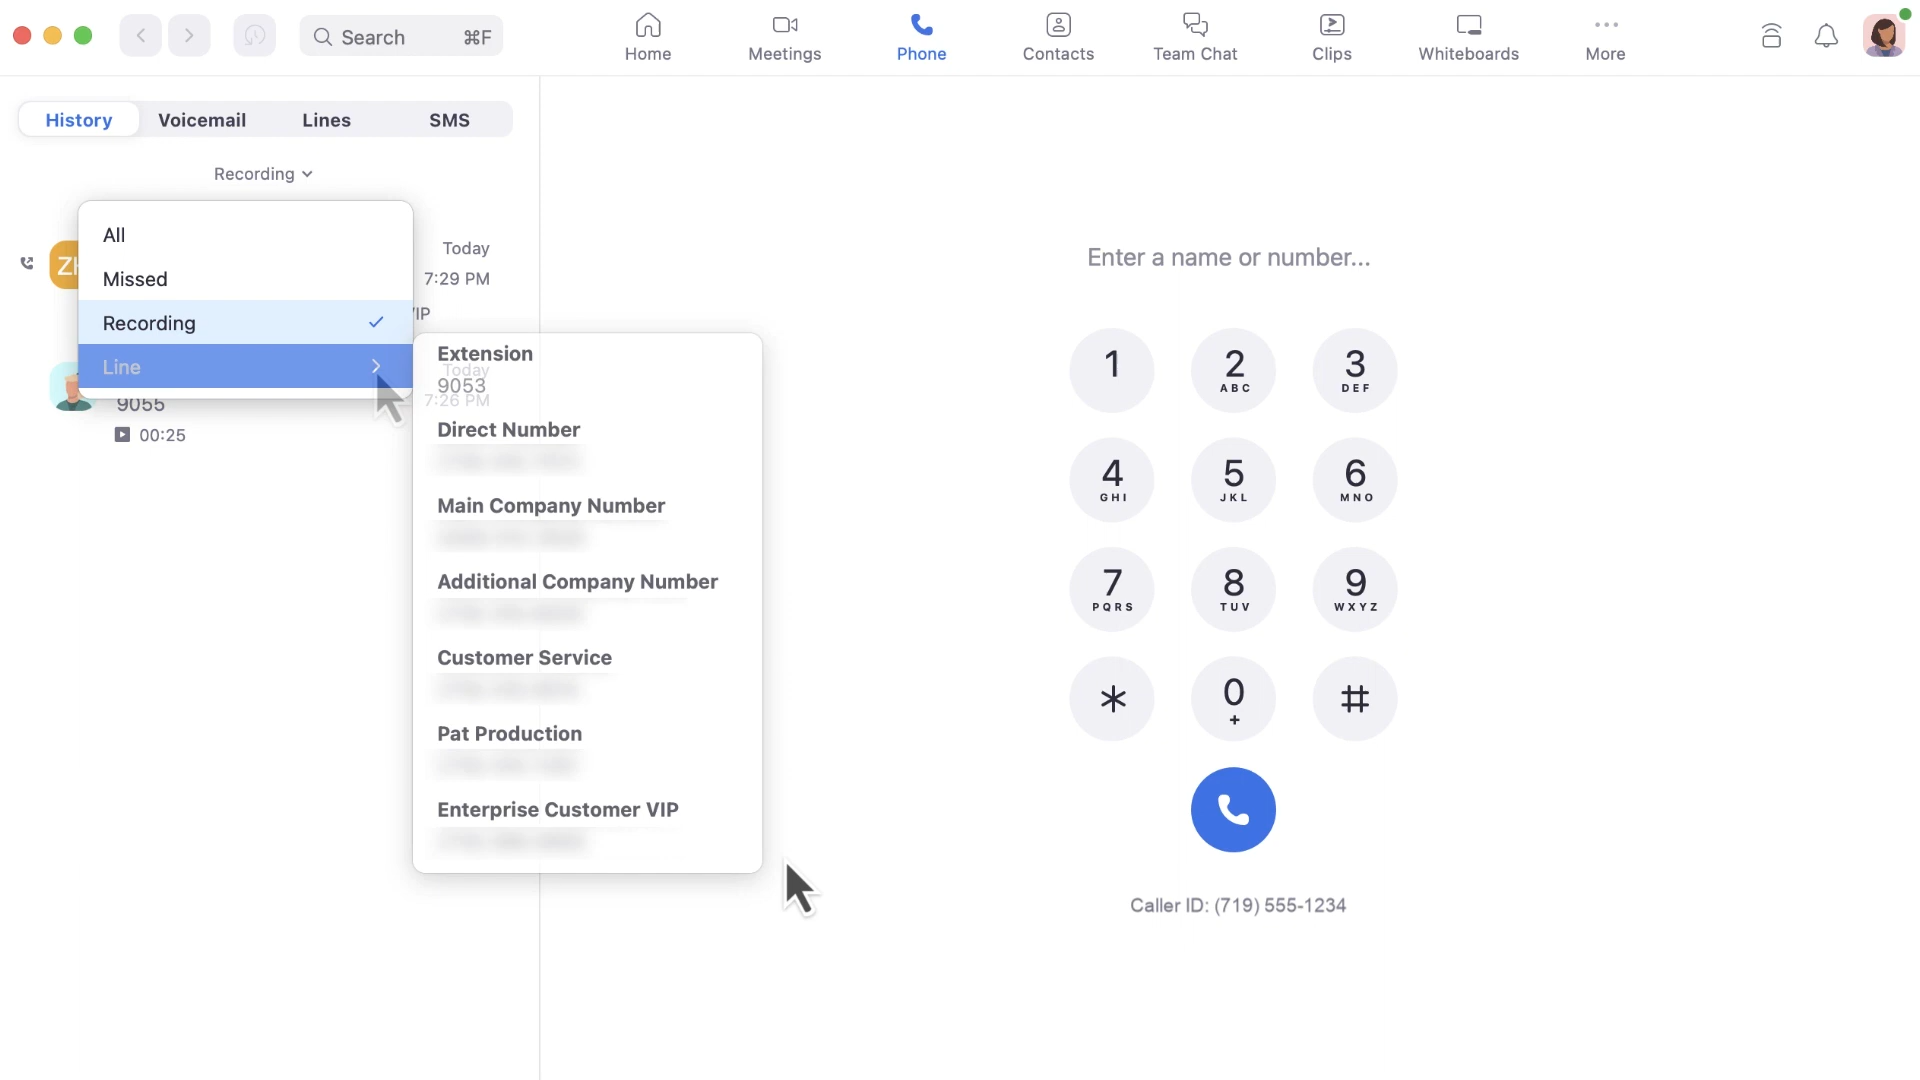 Search ⌘F
Home
Meetings
Phone
Contacts
Team Chat
Clips
Whiteboards
More
History
Voicemail
Lines
SMS
Recording
All
Missed
Recording
Line
ZH
Today
7:29 PM
VIP
Today
7:26 PM
9055
00:25
Extension
9053
Direct Number
Main Company Number
Additional Company Number
Customer Service
Pat Production
Enterprise Customer VIP
Enter a name or number...
1
2
ABC
3
DEF
4
GHI
5
JKL
6
MNO
7
PQRS
8
TUV
9
WXYZ
*
0
+
#
Caller ID: (719) 555-1234